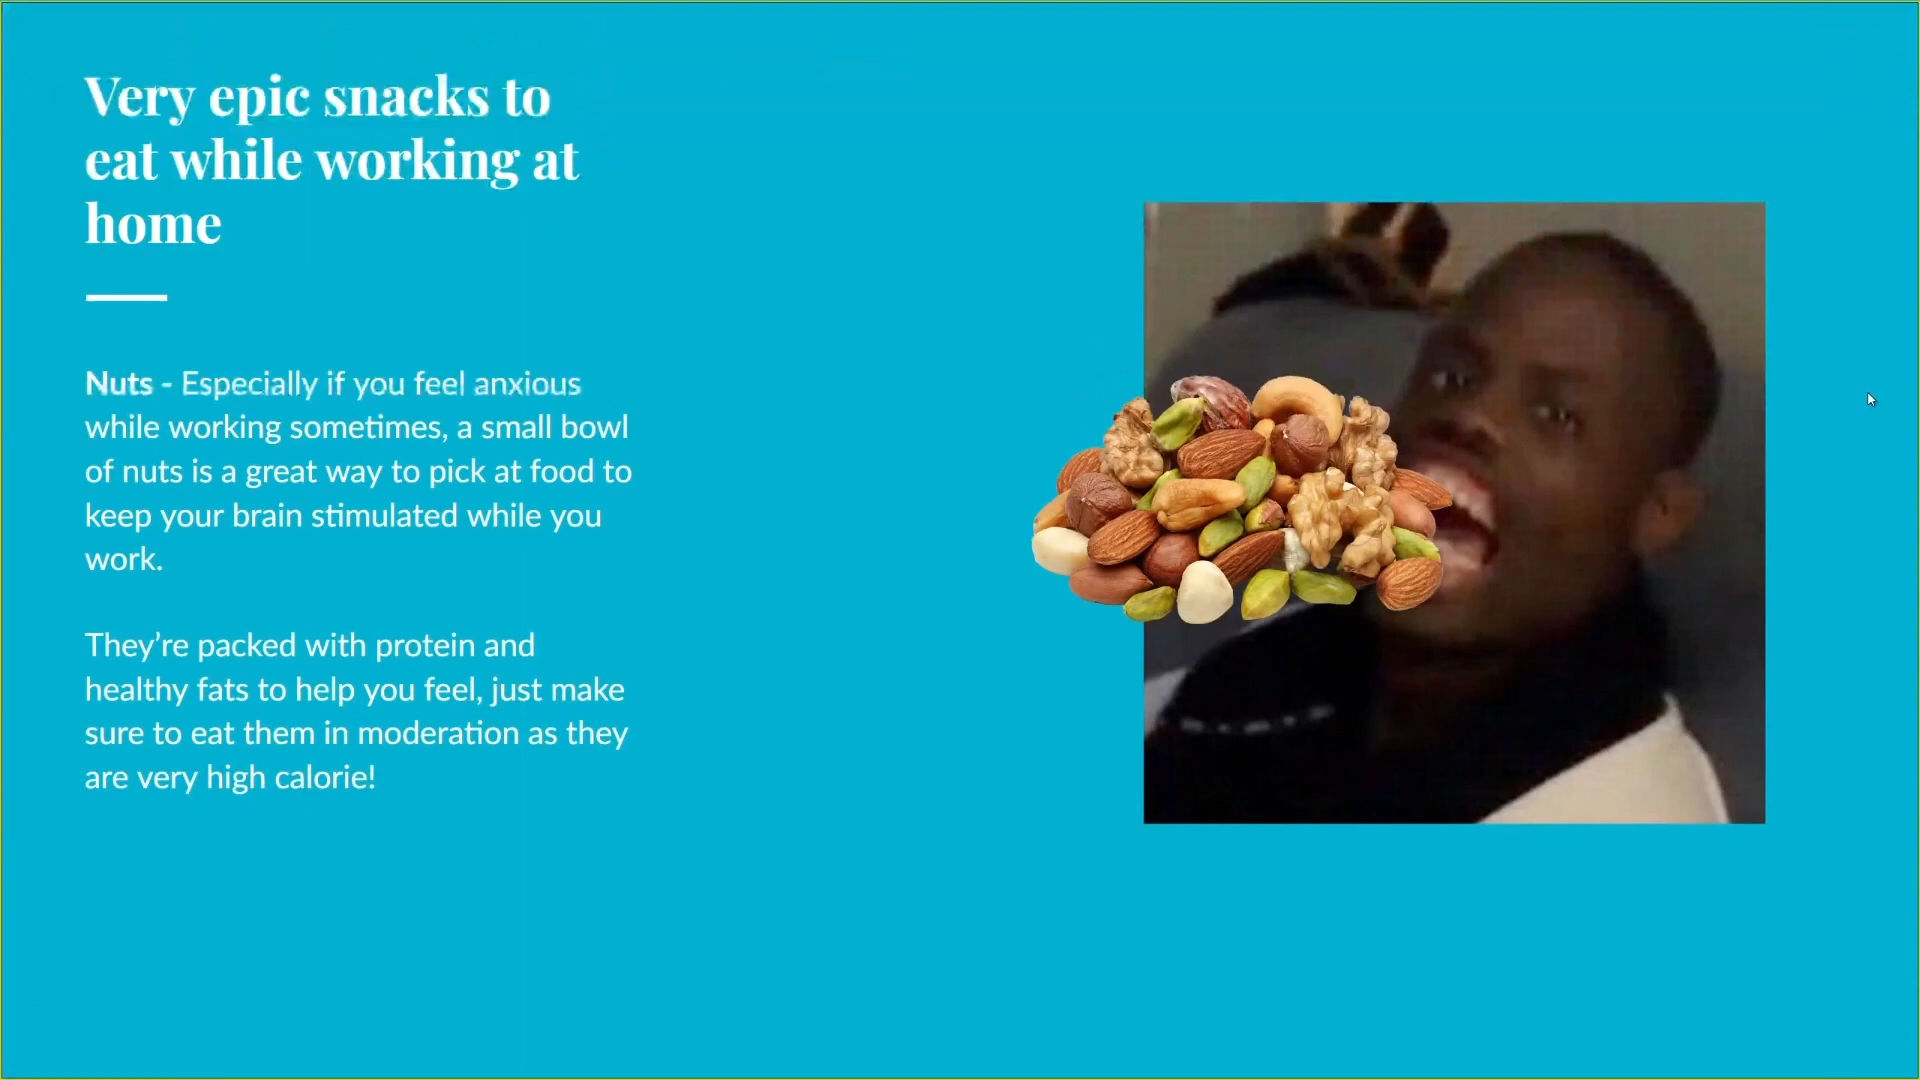 Very epic snacks to
eat while working at
home
Nuts - Especially if you feel anxious
while working sometimes, a small bowl
of nuts is a great way to pick at food to
keep your brain stimulated while you
work.
They’re packed with protein and
healthy fats to help you feel, just make
sure to eat them in moderation as they
are very high calorie!